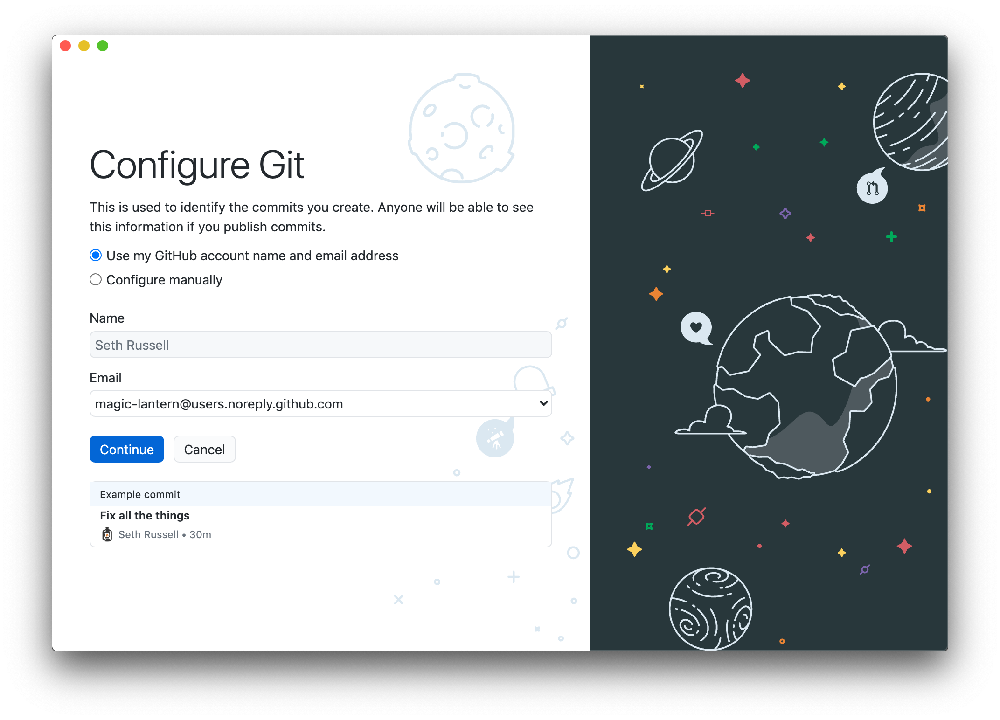 Configure Git
This is used to identify the commits you create. Anyone will be able to see
this information if you publish commits.
Use my GitHub account name and email address
Configure manually
Name
Seth Russell
Email
magic-lantern@users.noreply.github.com
Continue
Cancel
Example commit
Fix all the things
Seth Russell • 30m